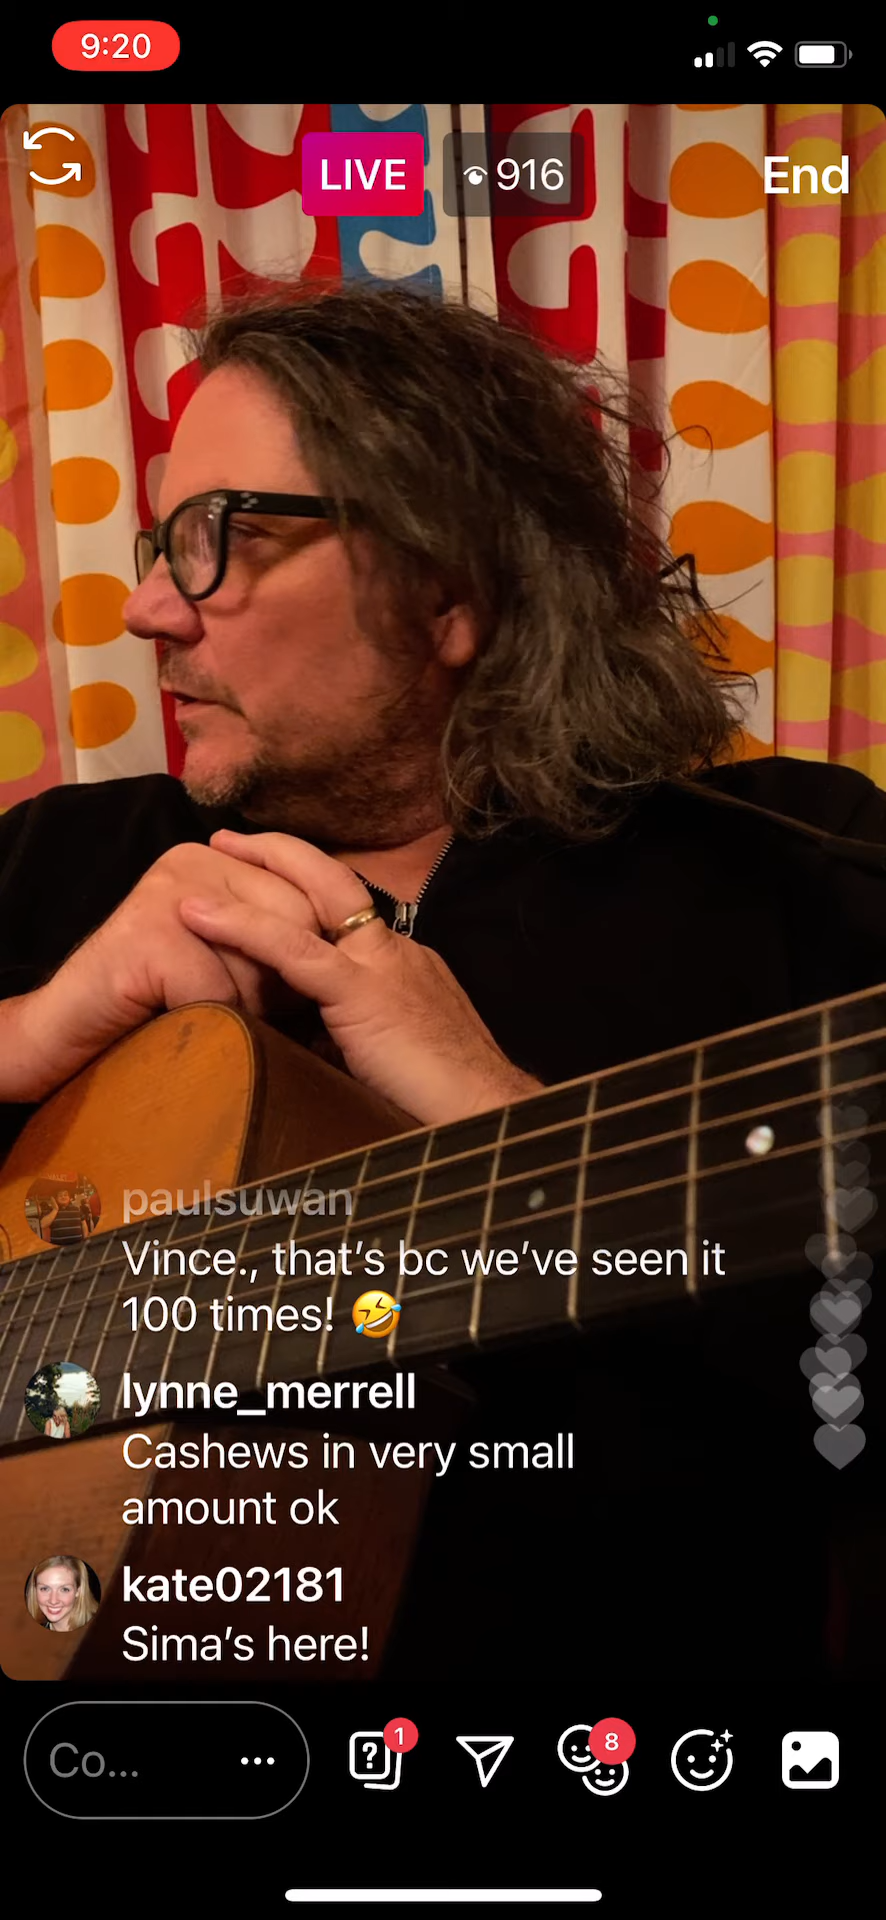 9:20
LIVE
916
End
paulsuwan
Vince., that’s bc we’ve seen it
100 times! 🤣
lynne_merrell
Cashews in very small
amount ok
kate02181
Sima’s here!
Co...
?
1
8